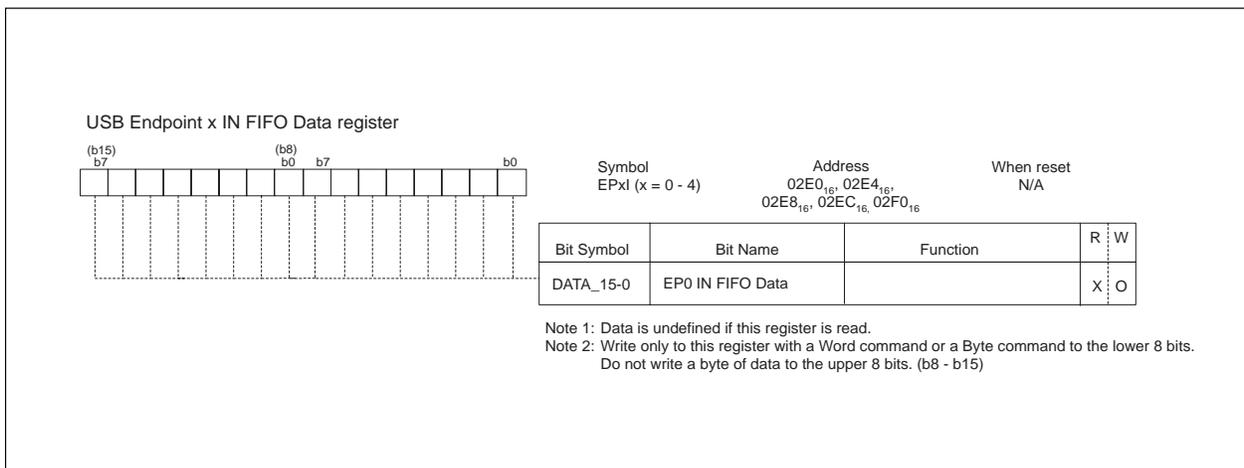 USB Endpoint x IN FIFO Data register
(b15) (b8)
b7 b0 b7 b0
Symbol Address When reset
EPxI (x = 0 - 4) 02E0₁₆, 02E4₁₆, N/A
02E8₁₆, 02EC₁₆, 02F0₁₆
Bit Symbol Bit Name Function R W
DATA_15-0 EP0 IN FIFO Data X O
Note 1: Data is undefined if this register is read.
Note 2: Write only to this register with a Word command or a Byte command to the lower 8 bits.
Do not write a byte of data to the upper 8 bits. (b8 - b15)